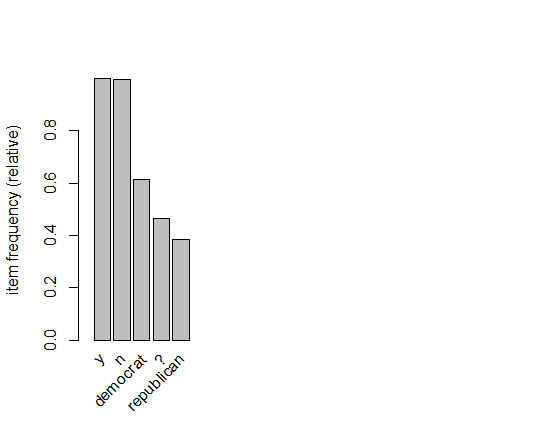 item frequency (relative)
0.8
0.6
0.4
0.2
0.0
y
n
democrat
?
republican